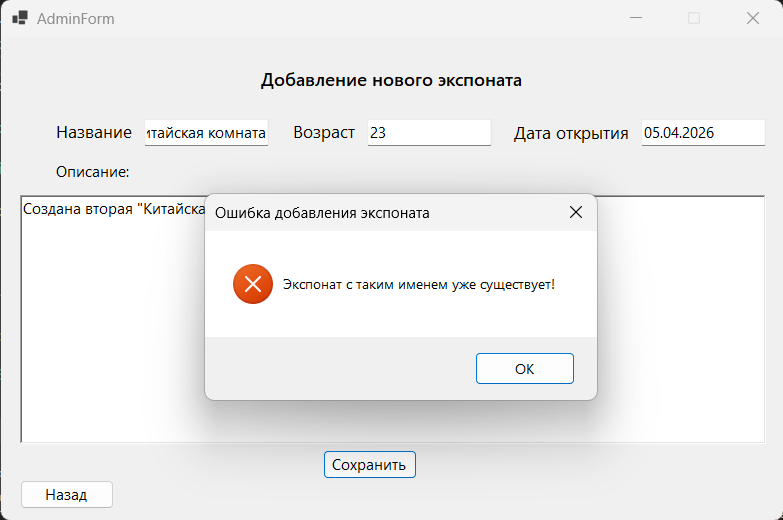 AdminForm
Добавление нового экспоната
Название итайская комната Возраст 23 Дата открытия 05.04.2026
Описание:
Создана вторая "Китайска
Ошибка добавления экспоната
Экспонат с таким именем уже существует!
ОК
Сохранить
Назад